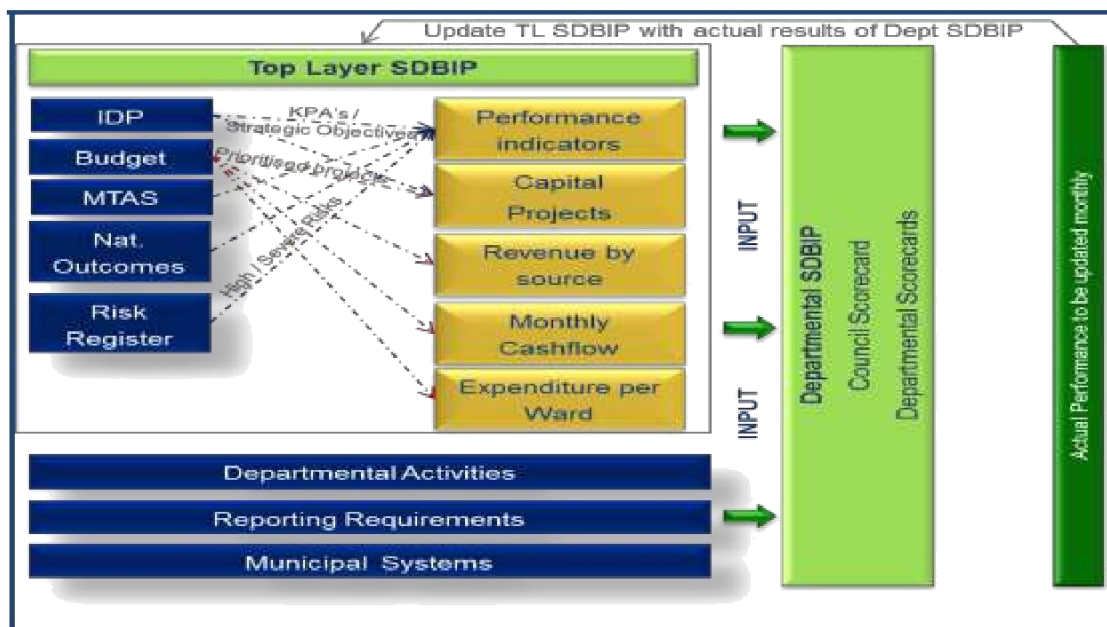 Update TL SDBIP with actual results of Dept SDBIP
Top Layer SDBIP
IDP
Budget
MTAS
Nat.
Outcomes
Risk
Register
KPA's /
Strategic Objectives
Prioritised projects
High / Severe Risks
Performance
indicators
Capital
Projects
Revenue by
source
Monthly
Cashflow
Expenditure per
Ward
INPUT
INPUT
Departmental SDBIP
Council Scorecard
Departmental Scorecards
Actual Performance to be updated monthly
Departmental Activities
Reporting Requirements
Municipal Systems